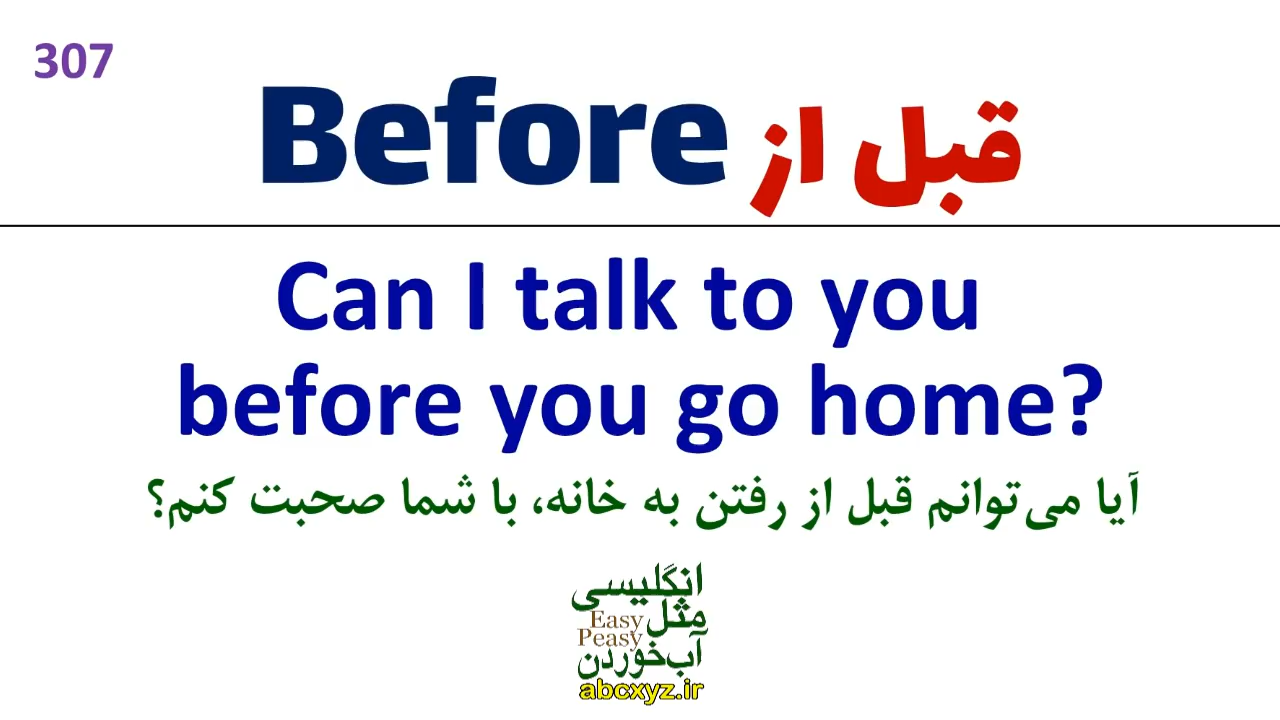 307
Before قبل از
Can I talk to you
before you go home?
آیا می‌توانم قبل از رفتن به خانه، با شما صحبت کنم؟
انگلیسی
مثل
Easy
Peasy
آب‌خوردن
abcxyz.ir